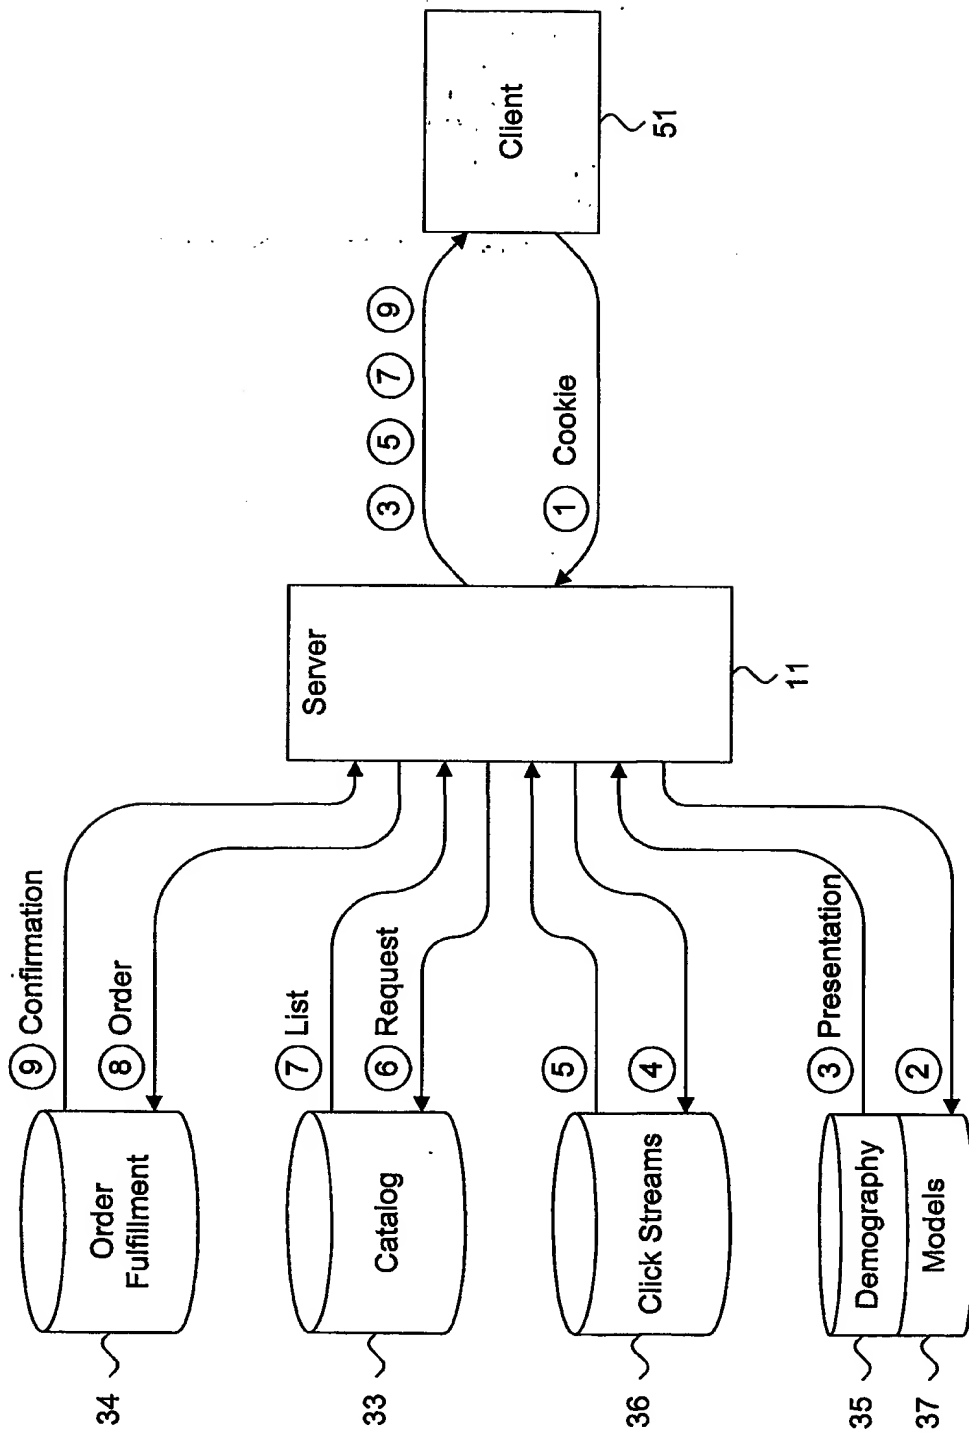 34
Order
Fulfillment
9 Confirmation
8 Order
33
Catalog
7 List
6 Request
36
Click Streams
5
4
35
37
Demography
Models
3 Presentation
2
Server
11
3 5 7 9
1 Cookie
Client
51